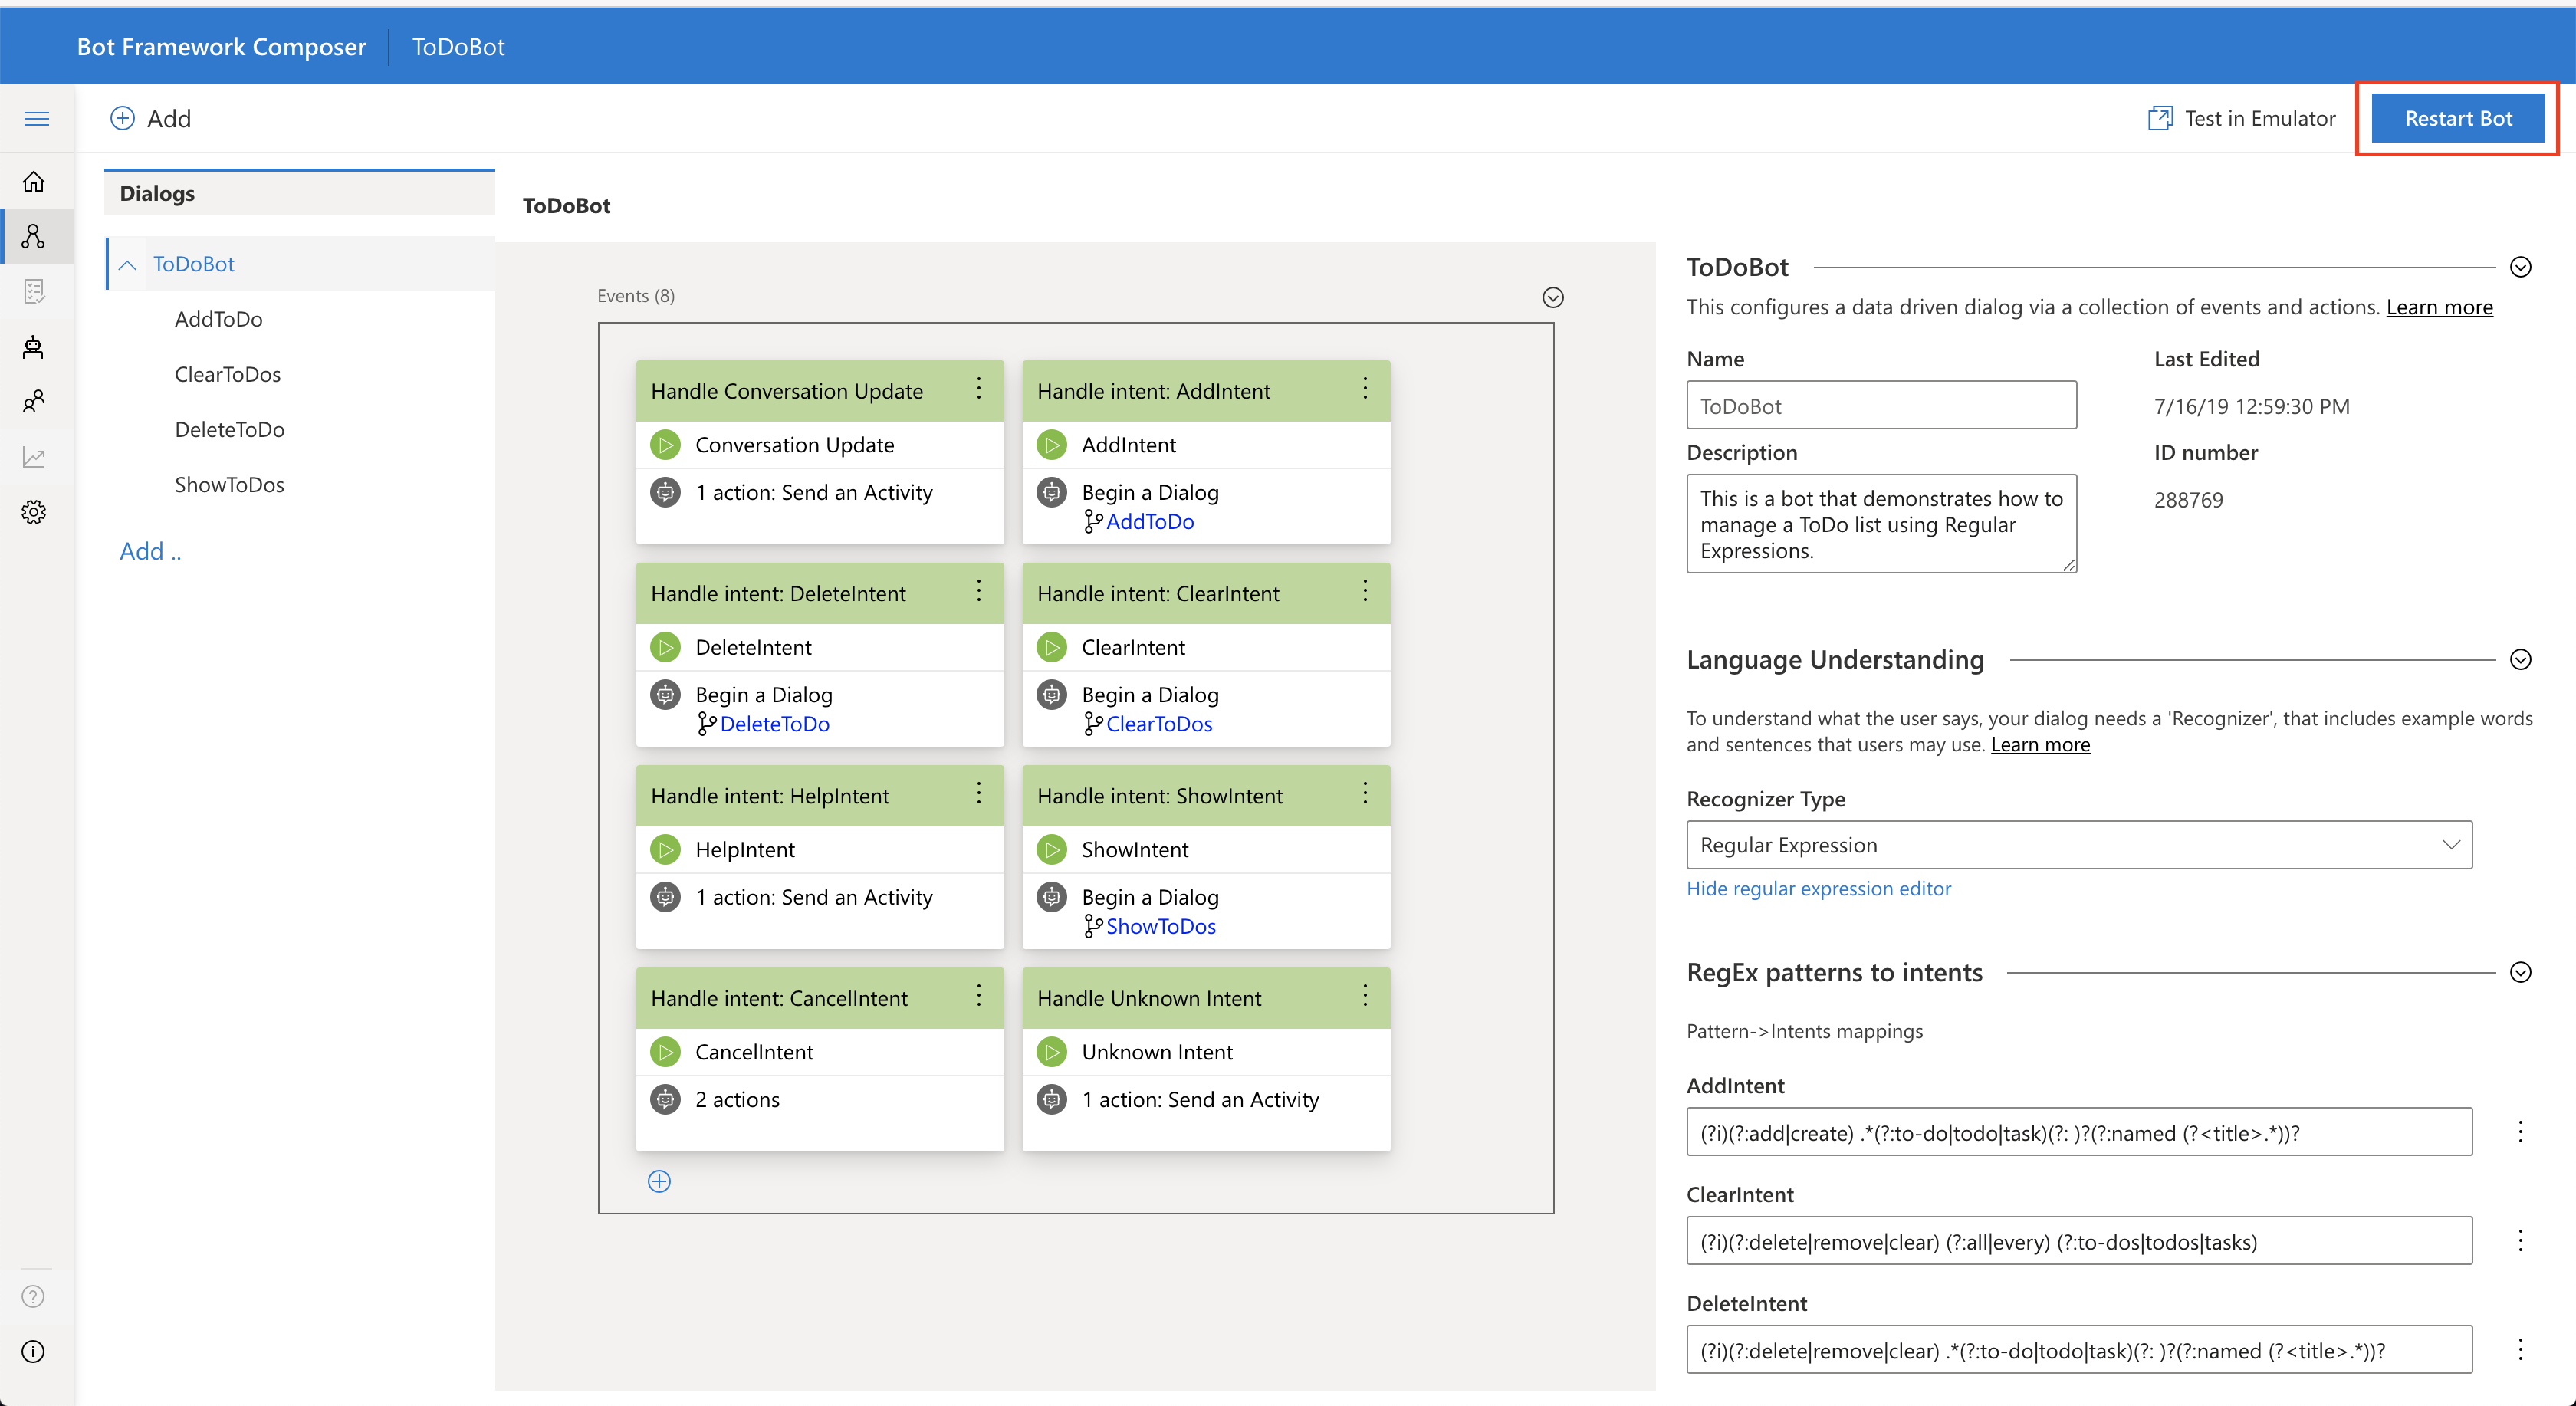 Bot Framework Composer
ToDoBot
Add
Test in Emulator
Restart Bot
Dialogs
ToDoBot
AddToDo
ClearToDos
DeleteToDo
ShowToDos
Add ..
ToDoBot
Events (8)
Handle Conversation Update
Conversation Update
1 action: Send an Activity
Handle intent: AddIntent
AddIntent
Begin a Dialog
AddToDo
Handle intent: DeleteIntent
DeleteIntent
Begin a Dialog
DeleteToDo
Handle intent: ClearIntent
ClearIntent
Begin a Dialog
ClearToDos
Handle intent: HelpIntent
HelpIntent
1 action: Send an Activity
Handle intent: ShowIntent
ShowIntent
Begin a Dialog
ShowToDos
Handle intent: CancelIntent
CancelIntent
2 actions
Handle Unknown Intent
Unknown Intent
1 action: Send an Activity
ToDoBot
This configures a data driven dialog via a collection of events and actions. Learn more
Name
ToDoBot
Last Edited
7/16/19 12:59:30 PM
Description
This is a bot that demonstrates how to
manage a ToDo list using Regular
Expressions.
ID number
288769
Language Understanding
To understand what the user says, your dialog needs a 'Recognizer', that includes example words
and sentences that users may use. Learn more
Recognizer Type
Regular Expression
Hide regular expression editor
RegEx patterns to intents
Pattern->Intents mappings
AddIntent
(?i)(?:add|create) .*(?:to-do|todo|task)(?: )?(?:named (?<title>.*))?
ClearIntent
(?i)(?:delete|remove|clear) (?:all|every) (?:to-dos|todos|tasks)
DeleteIntent
(?i)(?:delete|remove|clear) .*(?:to-do|todo|task)(?: )?(?:named (?<title>.*))?